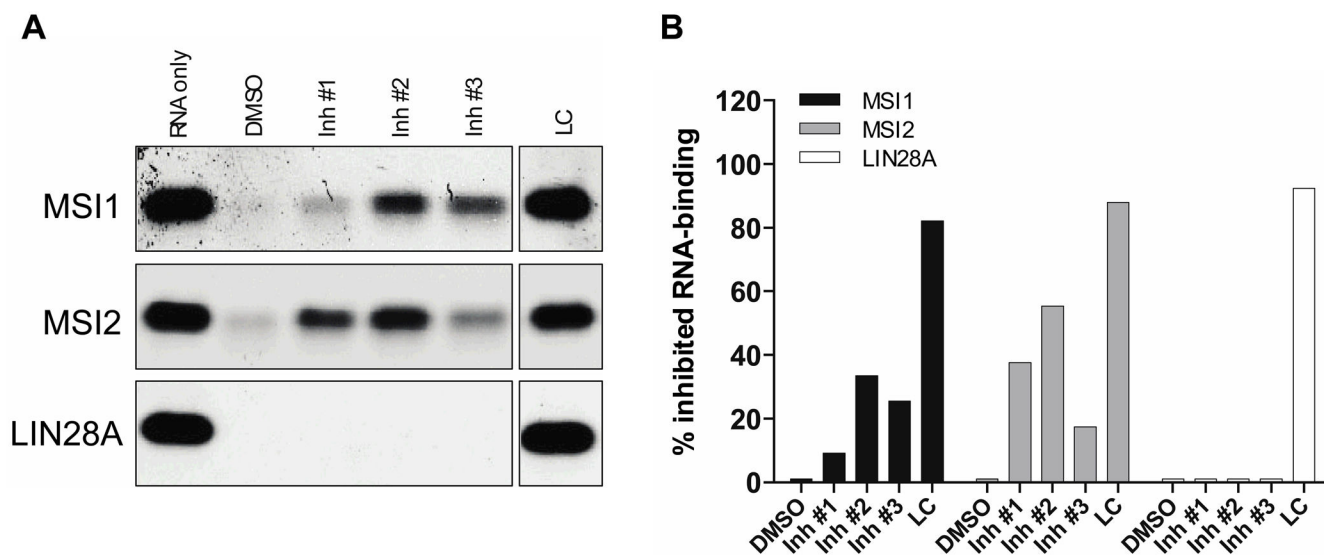 A
RNA only
DMSO
Inh #1
Inh #2
Inh #3
LC
MSI1
MSI2
LIN28A
B
% inhibited RNA-binding
120
100
80
60
40
20
0
MSI1
MSI2
LIN28A
DMSO
Inh #1
Inh #2
Inh #3
LC
DMSO
Inh #1
Inh #2
Inh #3
LC
DMSO
Inh #1
Inh #2
Inh #3
LC